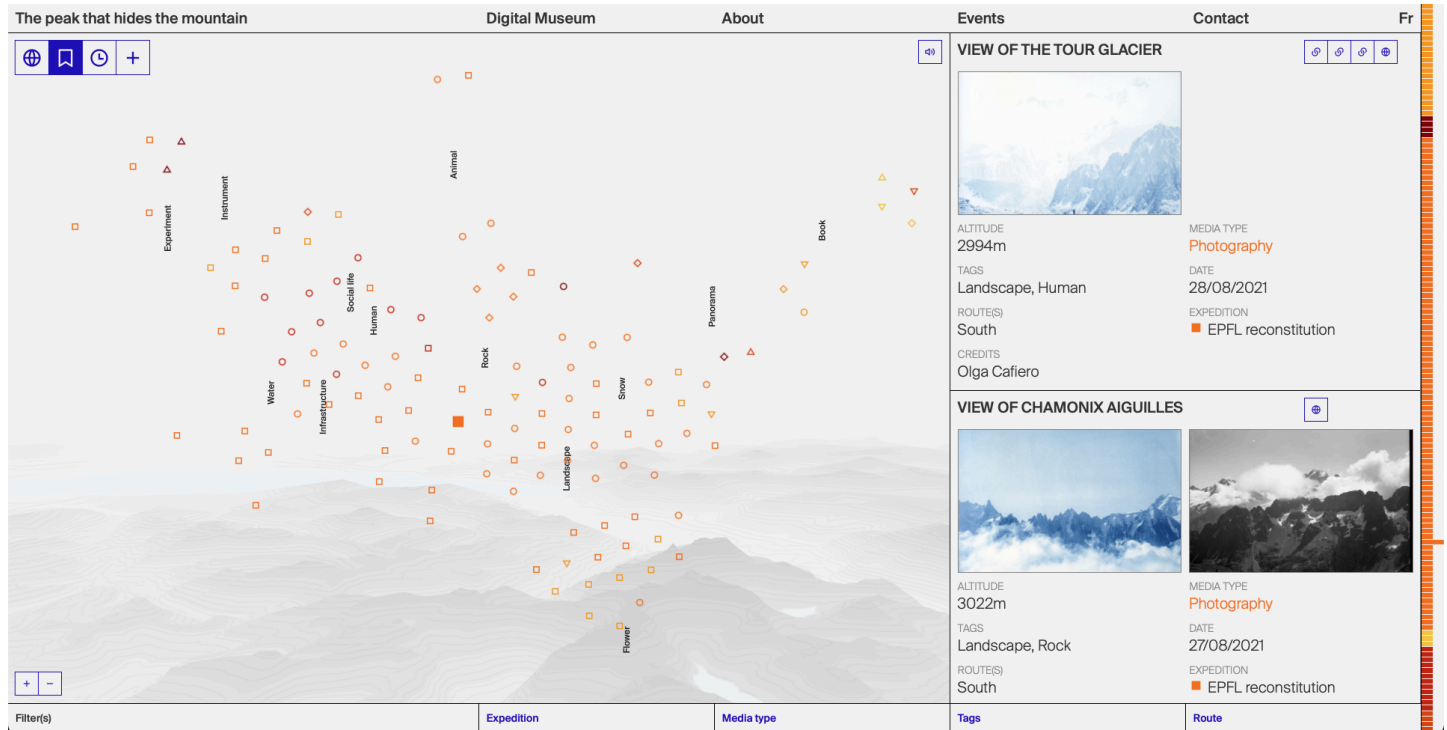 The peak that hides the mountain
Digital Museum
About
Events
Contact
Fr
Animal
Instrument
Experiment
Book
Social life
Human
Panorama
Rock
Water
Infrastructure
Snow
Landscape
Flower
VIEW OF THE TOUR GLACIER
ALTITUDE
2994m
MEDIA TYPE
Photography
TAGS
Landscape, Human
DATE
28/08/2021
ROUTE(S)
South
EXPEDITION
EPFL reconstitution
CREDITS
Olga Cafiero
VIEW OF CHAMONIX AIGUILLES
ALTITUDE
3022m
MEDIA TYPE
Photography
TAGS
Landscape, Rock
DATE
27/08/2021
ROUTE(S)
South
EXPEDITION
EPFL reconstitution
Filter(s)
Expedition
Media type
Tags
Route